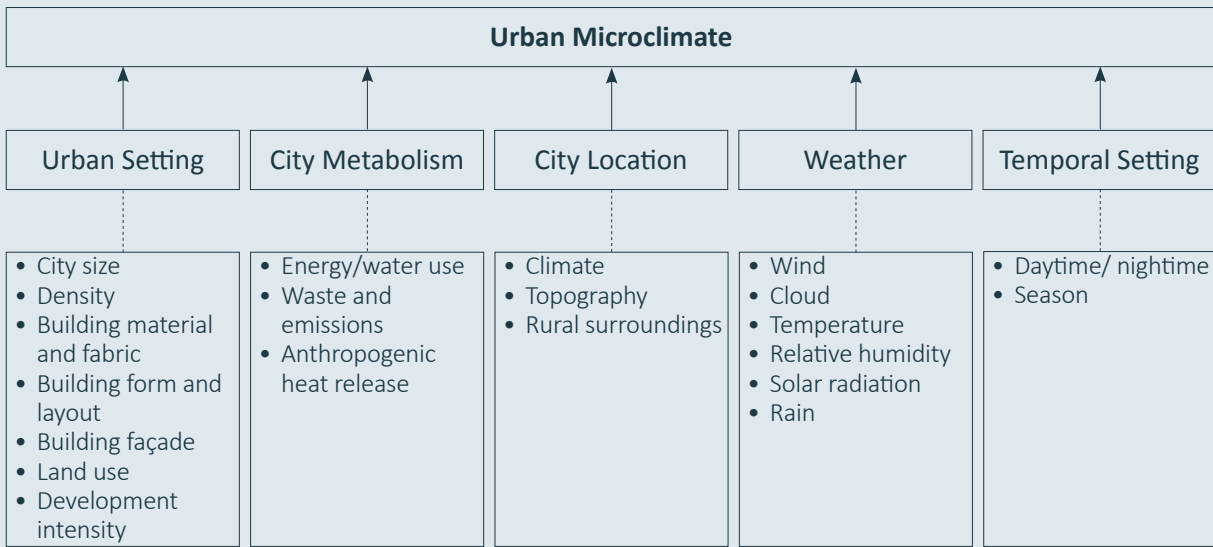 Urban Microclimate
Urban Setting
City Metabolism
City Location
Weather
Temporal Setting
• City size
• Density
• Building material
and fabric
• Building form and
layout
• Building façade
• Land use
• Development
intensity
• Energy/water use
• Waste and
emissions
• Anthropogenic
heat release
• Climate
• Topography
• Rural surroundings
• Wind
• Cloud
• Temperature
• Relative humidity
• Solar radiation
• Rain
• Daytime/ nightime
• Season